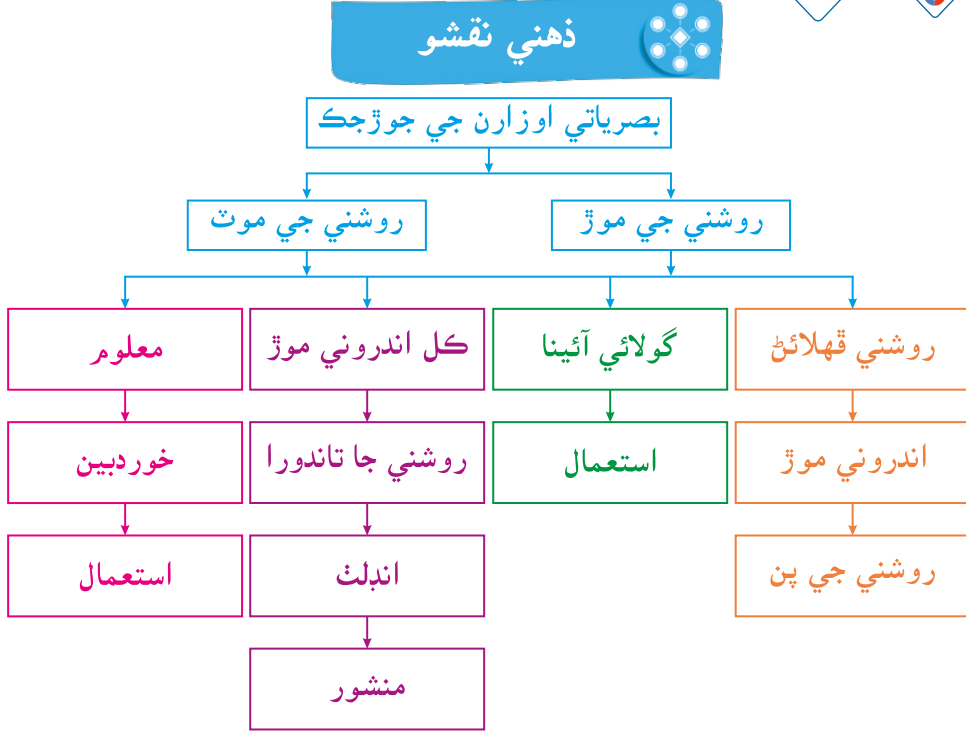 ذهني نقشو
بصرياتي اوزارن جي جوڙجڪ
روشني جي موڙ
روشني جي موٽ
روشني ڦهلائڻ
گولائي آئينا
ڪل اندروني موڙ
معلوم
اندروني موڙ
استعمال
روشني جا تاندورا
خوردبين
روشني جي پن
انڊلٺ
استعمال
منشور